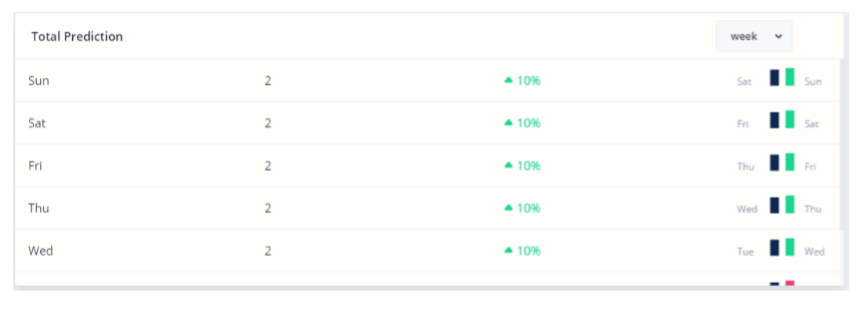 Total Prediction week
Sun 2 10% Sat Sun
Sat 2 10% Fri Sat
Fri 2 10% Thu Fri
Thu 2 10% Wed Thu
Wed 2 10% Tue Wed